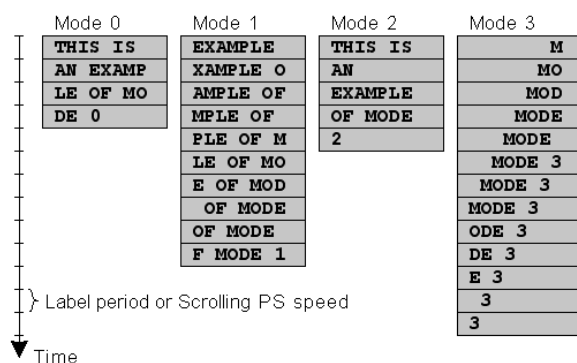 Mode 0
THIS IS
AN EXAMP
LE OF MO
DE 0
Mode 1
EXAMPLE
XAMPLE O
AMPLE OF
MPLE OF
PLE OF M
LE OF MO
E OF MOD
OF MODE
OF MODE
F MODE 1
Mode 2
THIS IS
AN
EXAMPLE
OF MODE
2
Mode 3
M
MO
MOD
MODE
MODE
MODE 3
MODE 3
MODE 3
ODE 3
DE 3
E 3
3
3
Label period or Scrolling PS speed
Time